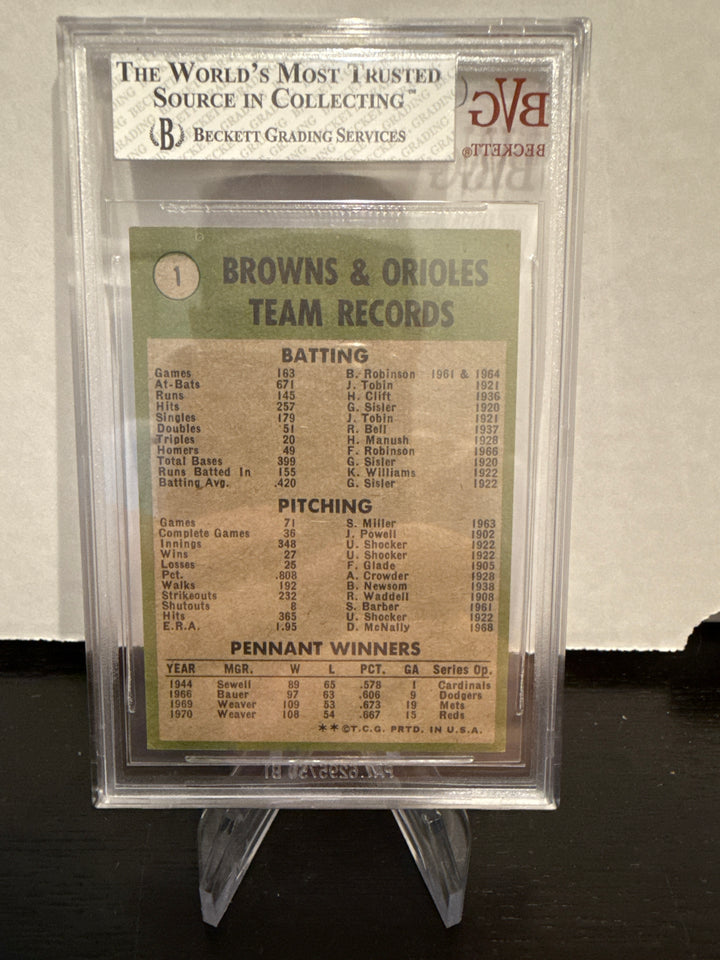 THE WORLD'S MOST TRUSTED
SOURCE IN COLLECTING™
B BECKETT GRADING SERVICES
BVG
BECKETT®
1
BROWNS & ORIOLES
TEAM RECORDS
BATTING
Games 163 B. Robinson 1961 & 1964
At-Bats 671 J. Tobin 1921
Runs 145 H. Clift 1936
Hits 257 G. Sisler 1920
Singles 179 J. Tobin 1921
Doubles 51 R. Bell 1937
Triples 20 H. Manush 1928
Homers 49 F. Robinson 1966
Total Bases 399 G. Sisler 1920
Runs Batted In 155 K. Williams 1922
Batting Avg. .420 G. Sisler 1922
PITCHING
Games 71 S. Miller 1963
Complete Games 36 J. Powell 1902
Innings 348 U. Shocker 1922
Wins 27 U. Shocker 1922
Losses 25 F. Glade 1905
Pct. .808 A. Crowder 1928
Walks 192 B. Newsom 1938
Strikeouts 232 R. Waddell 1908
Shutouts 8 S. Barber 1961
Hits 365 U. Shocker 1922
E.R.A. 1.95 D. McNally 1968
PENNANT WINNERS
YEAR MGR. W L PCT. GA Series Op.
1944 Sewell 89 65 .578 1 Cardinals
1966 Bauer 97 63 .606 9 Dodgers
1969 Weaver 109 53 .673 19 Mets
1970 Weaver 108 54 .667 15 Reds
** ©T.C.G. PRTD. IN U.S.A.